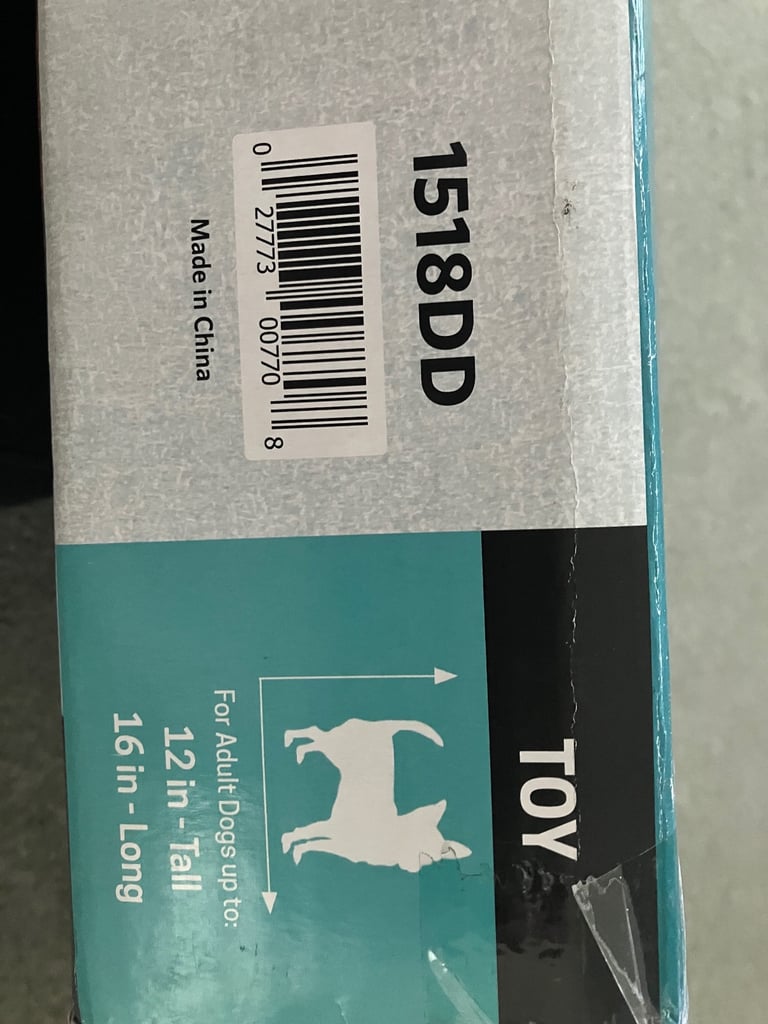 1518DD
0 27773 00770 8
Made in China
TOY
For Adult Dogs up to:
12 in - Tall
16 in - Long